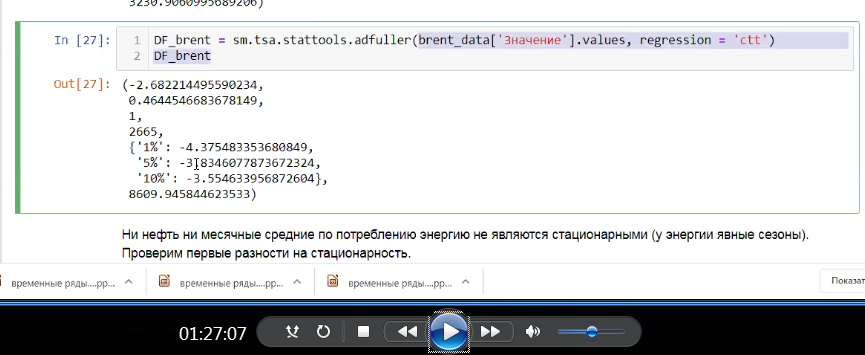 3230.9060995689206)
In [27]: 1 DF_brent = sm.tsa.stattools.adfuller(brent_data['Значение'].values, regression = 'ctt')
2 DF_brent
Out[27]: (-2.682214495590234,
0.4644546683678149,
1,
2665,
{'1%': -4.375483353680849,
'5%': -3.8346077873672324,
'10%': -3.554633956872604},
8609.945844623533)
Ни нефть ни месячные средние по потреблению энергию не являются стационарными (у энергии явные сезоны).
Проверим первые разности на стационарность.
временные ряды....pp... временные ряды....pp... временные ряды....pp... Показат
01:27:07